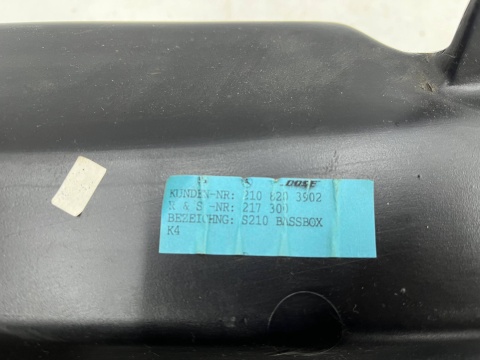 BOSE
KUNDEN-NR: 210 820 3902
K & S -NR: 217 300
BEZEICHNG: S210 BASSBOX
K4